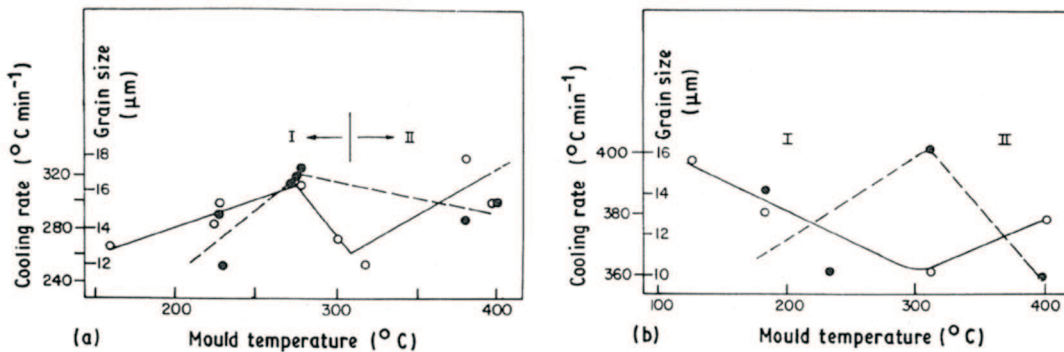 Cooling rate (°C min⁻¹)
Grain size (μm)
320
280
240
18
16
14
12
I
II
200
300
400
(a)
Mould temperature (°C)
Cooling rate (°C min⁻¹)
Grain size (μm)
400
380
360
16
14
12
10
I
II
100
200
300
400
(b)
Mould temperature (°C)